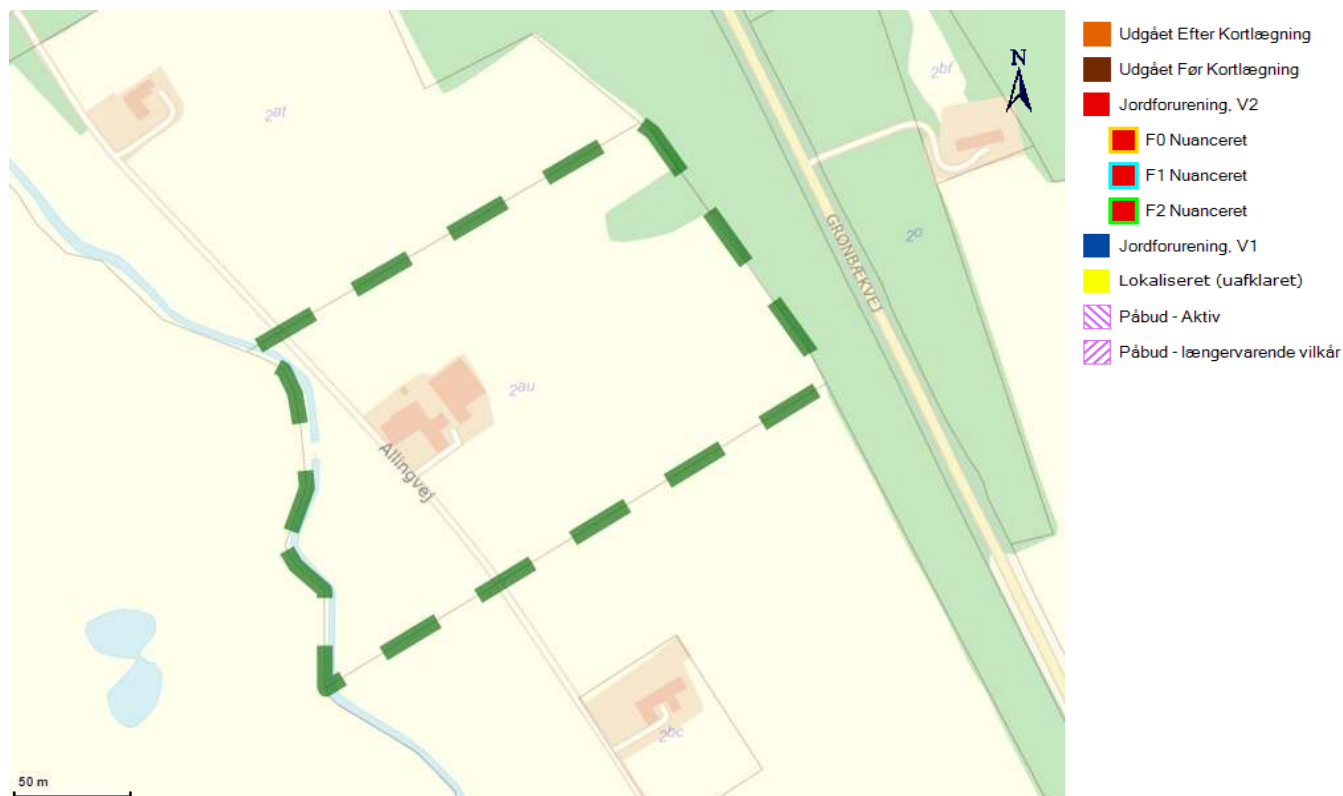 N
2at
2bf
2o
GRØNBÆKVEJ
2au
Allingvej
2bc
50 m
Udgået Efter Kortlægning
Udgået Før Kortlægning
Jordforurening, V2
F0 Nuanceret
F1 Nuanceret
F2 Nuanceret
Jordforurening, V1
Lokaliseret (uafklaret)
Påbud - Aktiv
Påbud - længervarende vilkår